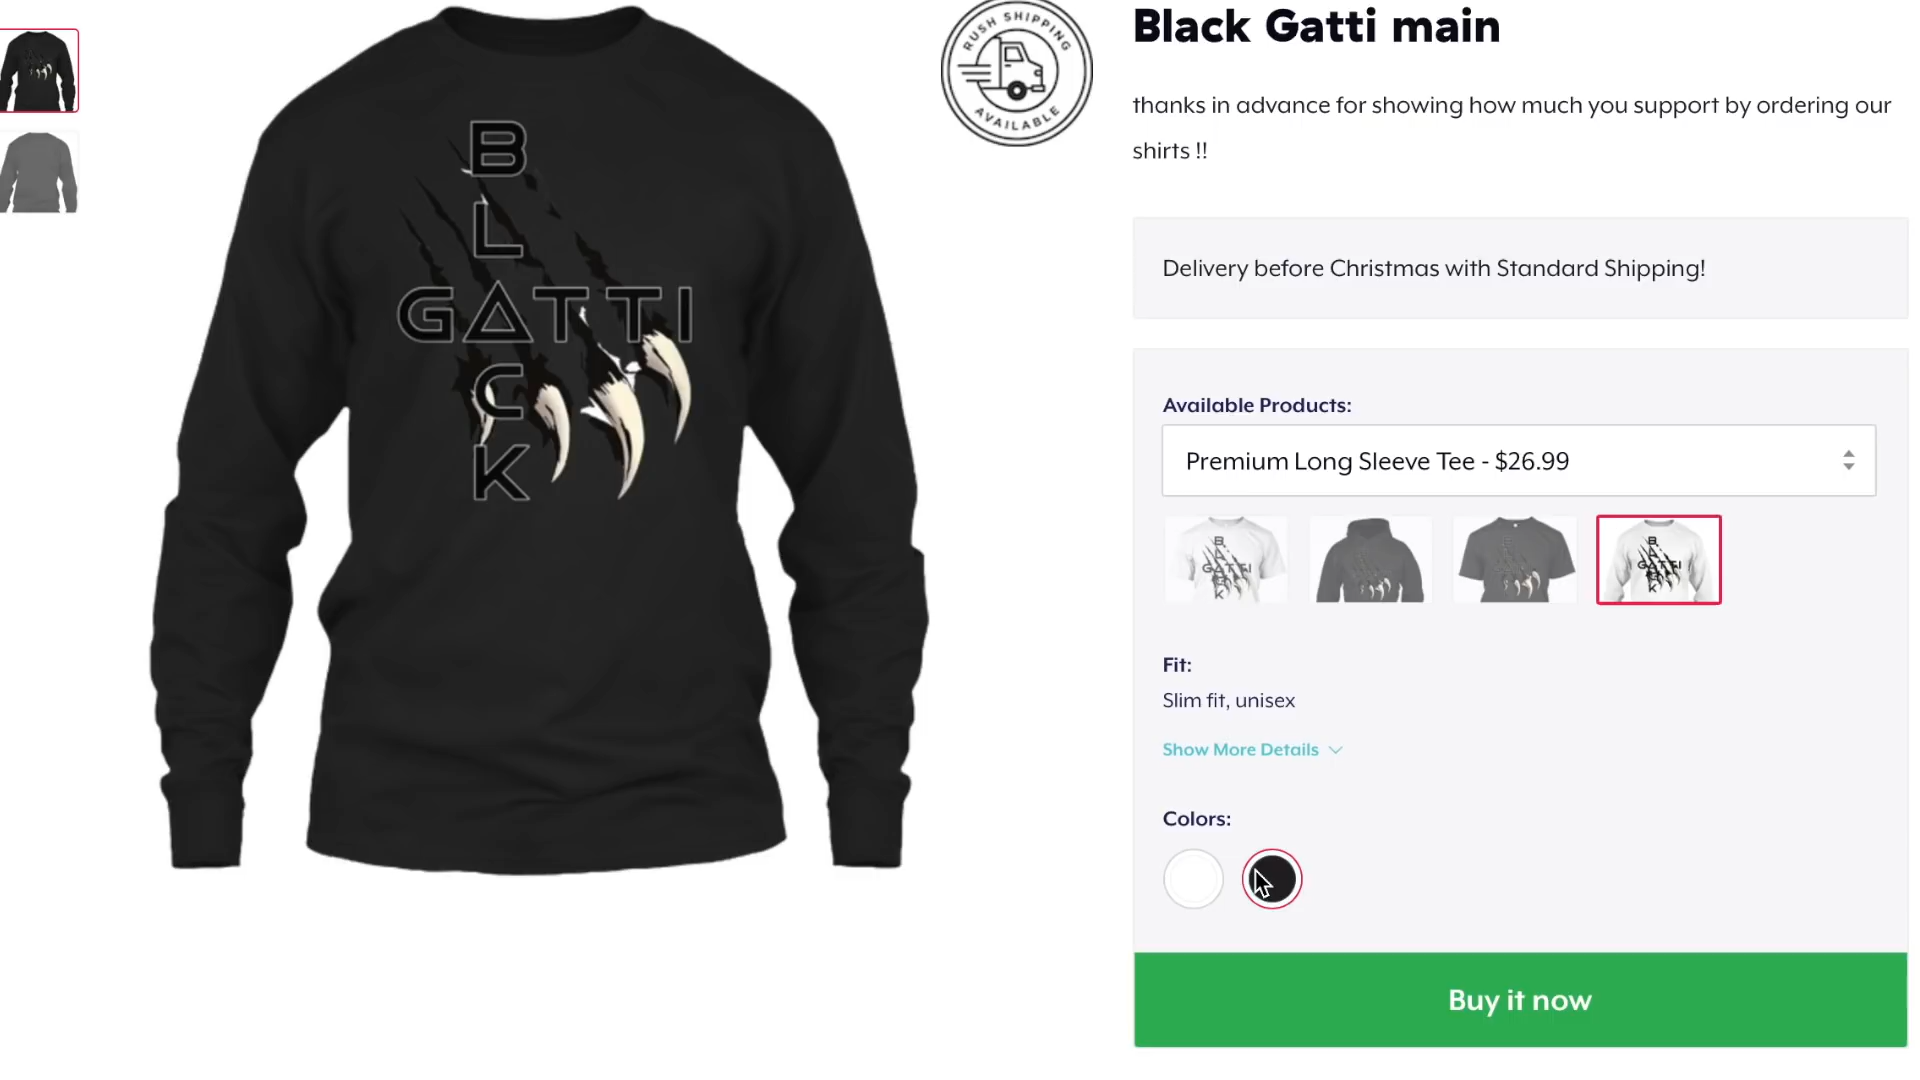 B
L
GATTI
C
K
RUSH SHIPPING
AVAILABLE
Black Gatti main
thanks in advance for showing how much you support by ordering our
shirts !!
Delivery before Christmas with Standard Shipping!
Available Products:
Premium Long Sleeve Tee - $26.99
Fit:
Slim fit, unisex
Show More Details
Colors:
Buy it now